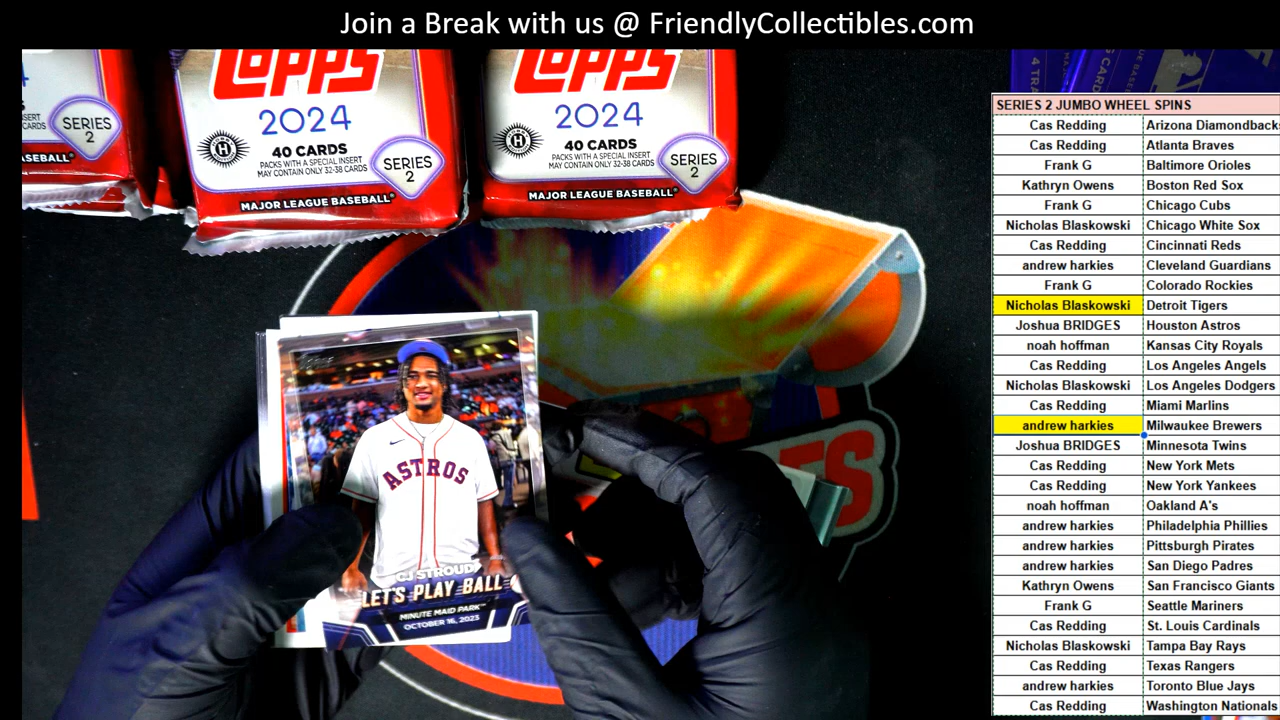 Join a Break with us @ FriendlyCollectibles.com
CARDS
SERIES
2
ASEBALL®
TOPPS
2024
40 CARDS
PACKS WITH A SPECIAL INSERT
MAY CONTAIN ONLY 32-38 CARDS
SERIES
2
MAJOR LEAGUE BASEBALL®
TOPPS
2024
40 CARDS
PACKS WITH A SPECIAL INSERT
MAY CONTAIN ONLY 32-38 CARDS
SERIES
2
MAJOR LEAGUE BASEBALL®
ASTROS
CJ STROUD
LET'S PLAY BALL
MINUTE MAID PARK™
OCTOBER 16, 2023
SERIES 2 JUMBO WHEEL SPINS
Cas Redding Arizona Diamondbacks
Cas Redding Atlanta Braves
Frank G Baltimore Orioles
Kathryn Owens Boston Red Sox
Frank G Chicago Cubs
Nicholas Blaskowski Chicago White Sox
Cas Redding Cincinnati Reds
andrew harkies Cleveland Guardians
Frank G Colorado Rockies
Nicholas Blaskowski Detroit Tigers
Joshua BRIDGES Houston Astros
noah hoffman Kansas City Royals
Cas Redding Los Angeles Angels
Nicholas Blaskowski Los Angeles Dodgers
Cas Redding Miami Marlins
andrew harkies Milwaukee Brewers
Joshua BRIDGES Minnesota Twins
Cas Redding New York Mets
Cas Redding New York Yankees
noah hoffman Oakland A's
andrew harkies Philadelphia Phillies
andrew harkies Pittsburgh Pirates
andrew harkies San Diego Padres
Kathryn Owens San Francisco Giants
Frank G Seattle Mariners
Cas Redding St. Louis Cardinals
Nicholas Blaskowski Tampa Bay Rays
Cas Redding Texas Rangers
andrew harkies Toronto Blue Jays
Cas Redding Washington Nationals